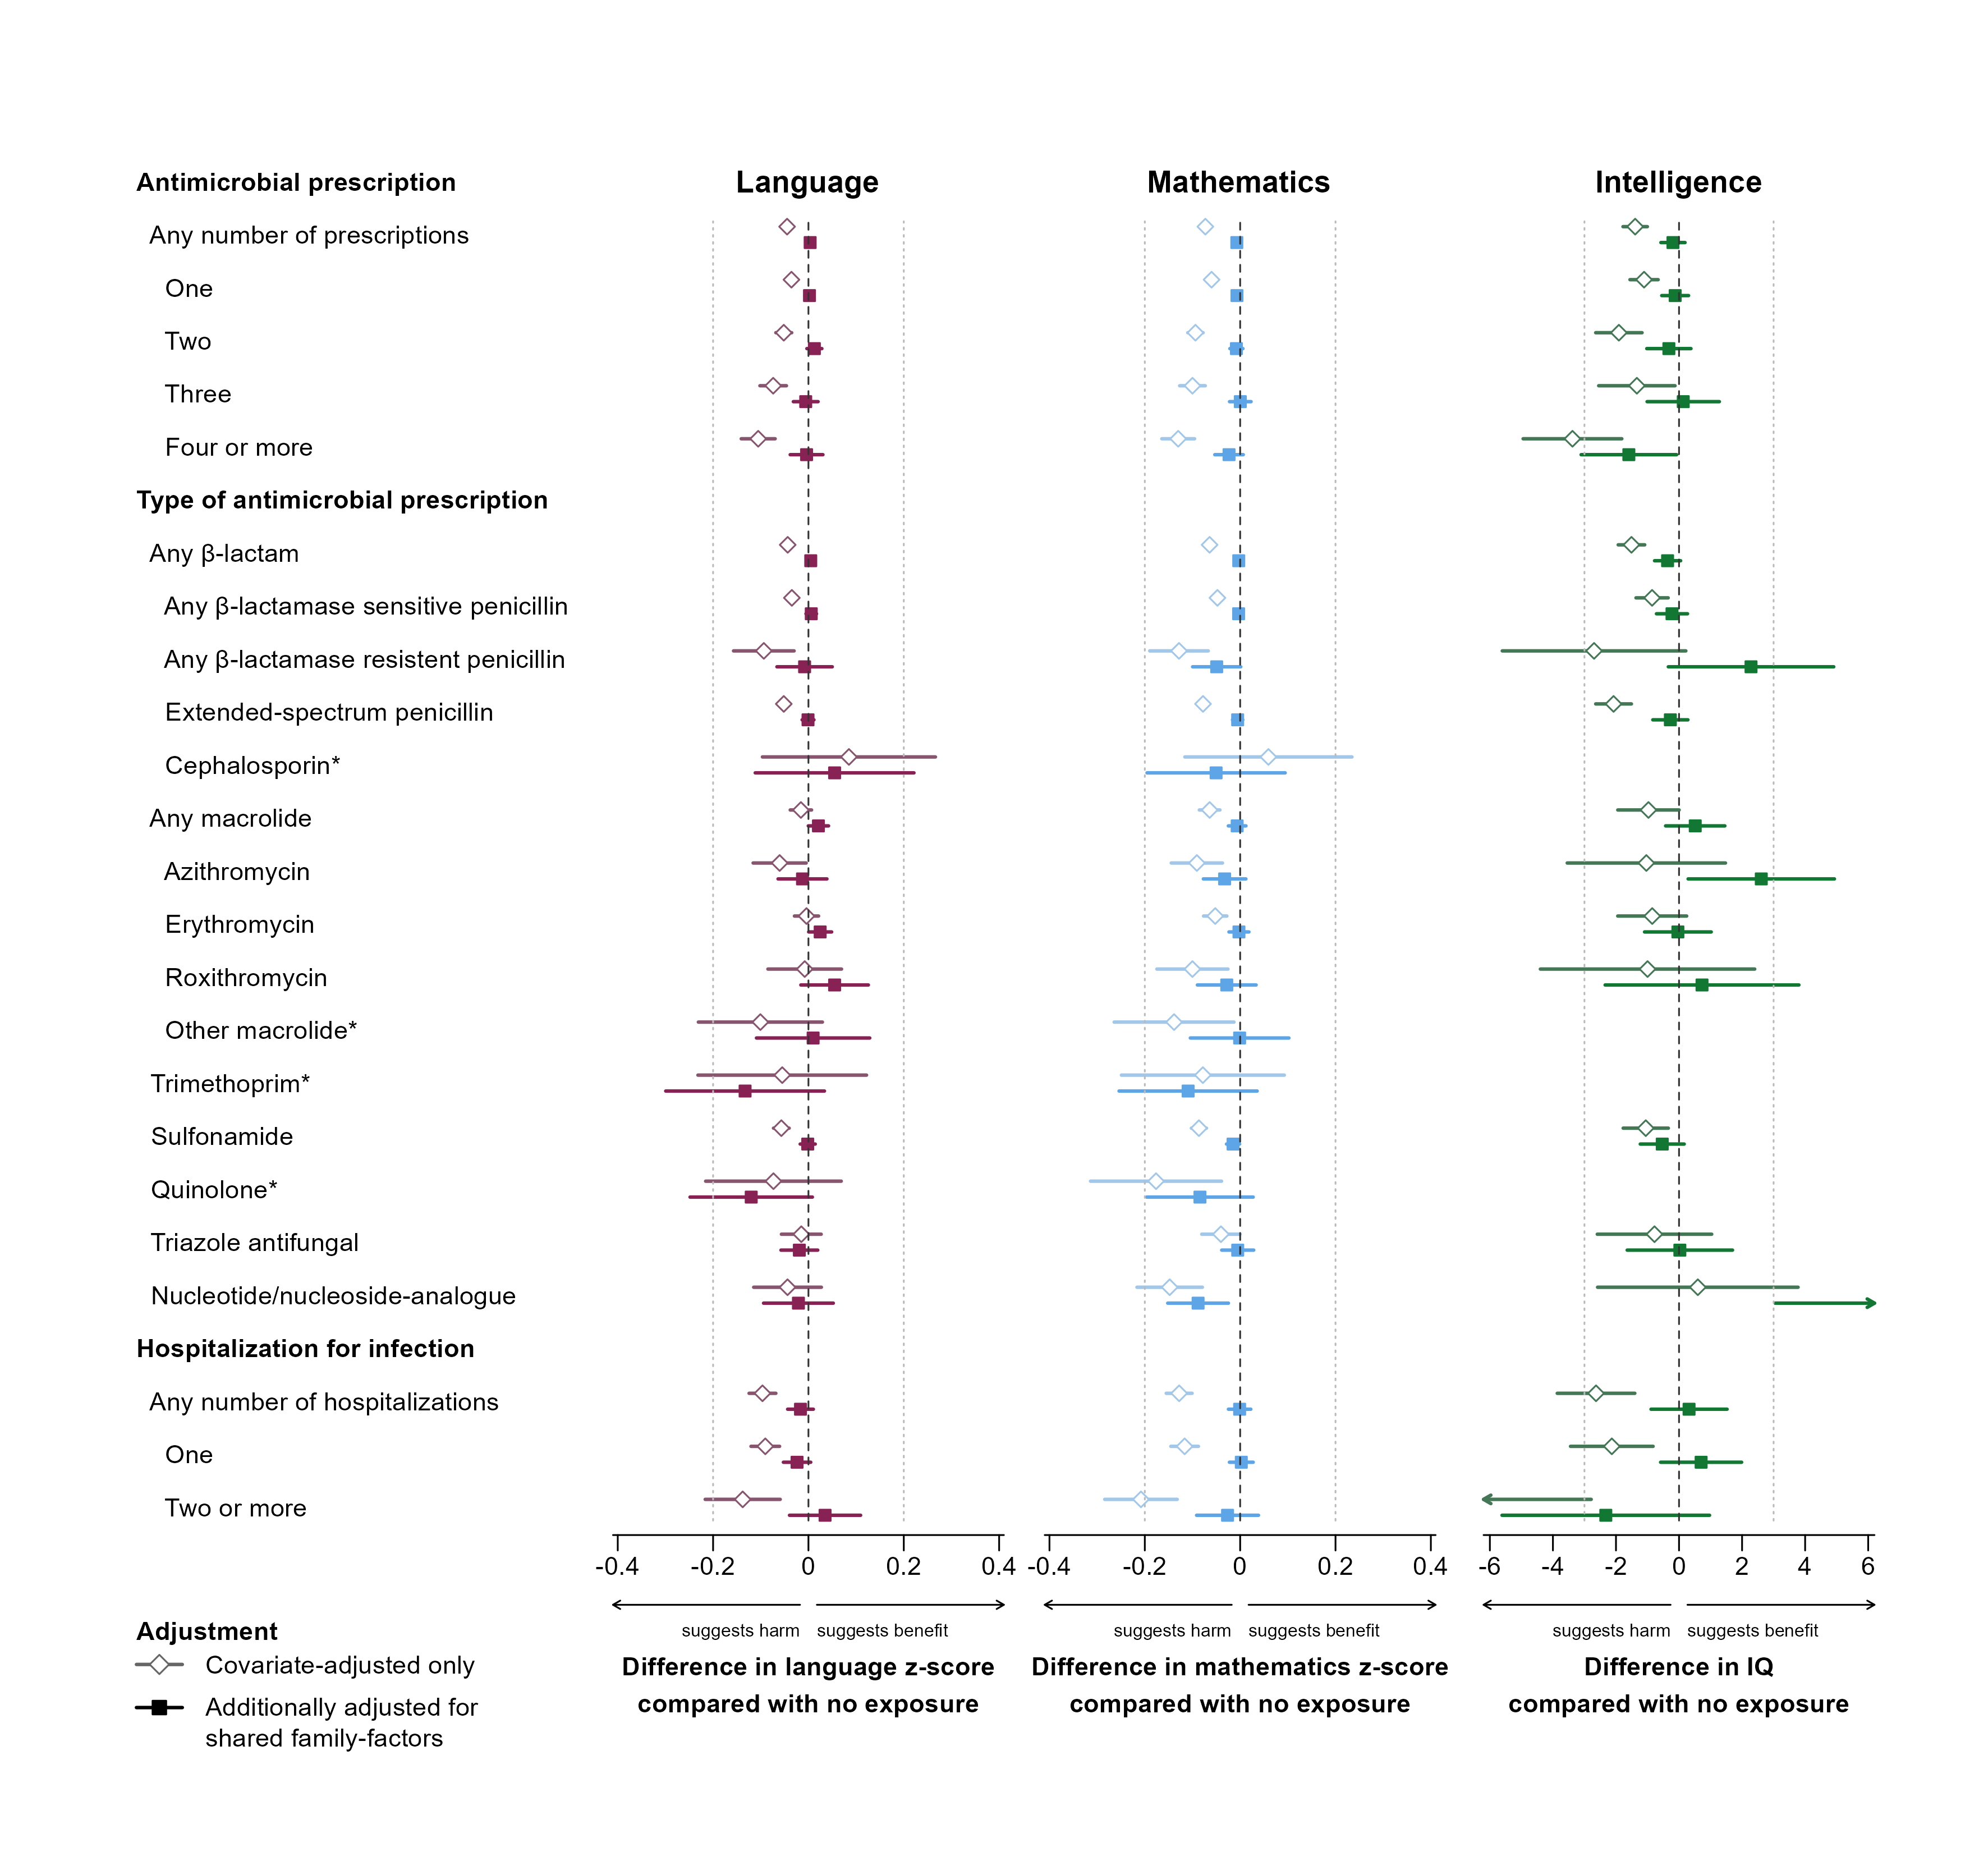 Antimicrobial prescription
Language
Mathematics
Intelligence
Any number of prescriptions
One
Two
Three
Four or more
Type of antimicrobial prescription
Any β-lactam
Any β-lactamase sensitive penicillin
Any β-lactamase resistent penicillin
Extended-spectrum penicillin
Cephalosporin*
Any macrolide
Azithromycin
Erythromycin
Roxithromycin
Other macrolide*
Trimethoprim*
Sulfonamide
Quinolone*
Triazole antifungal
Nucleotide/nucleoside-analogue
Hospitalization for infection
Any number of hospitalizations
One
Two or more
-0.4 -0.2 0 0.2 0.4
-0.4 -0.2 0 0.2 0.4
-6 -4 -2 0 2 4 6
suggests harm suggests benefit
suggests harm suggests benefit
suggests harm suggests benefit
Difference in language z-score
compared with no exposure
Difference in mathematics z-score
compared with no exposure
Difference in IQ
compared with no exposure
Adjustment
Covariate-adjusted only
Additionally adjusted for
shared family-factors